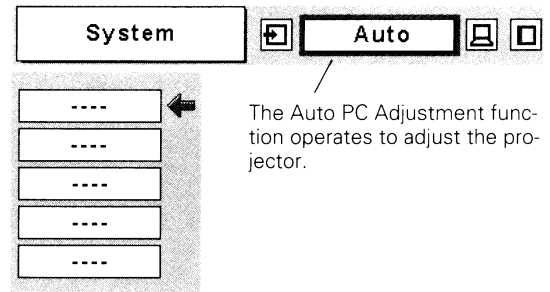 System
Auto
----
----
----
----
----
The Auto PC Adjustment func-
tion operates to adjust the pro-
jector.